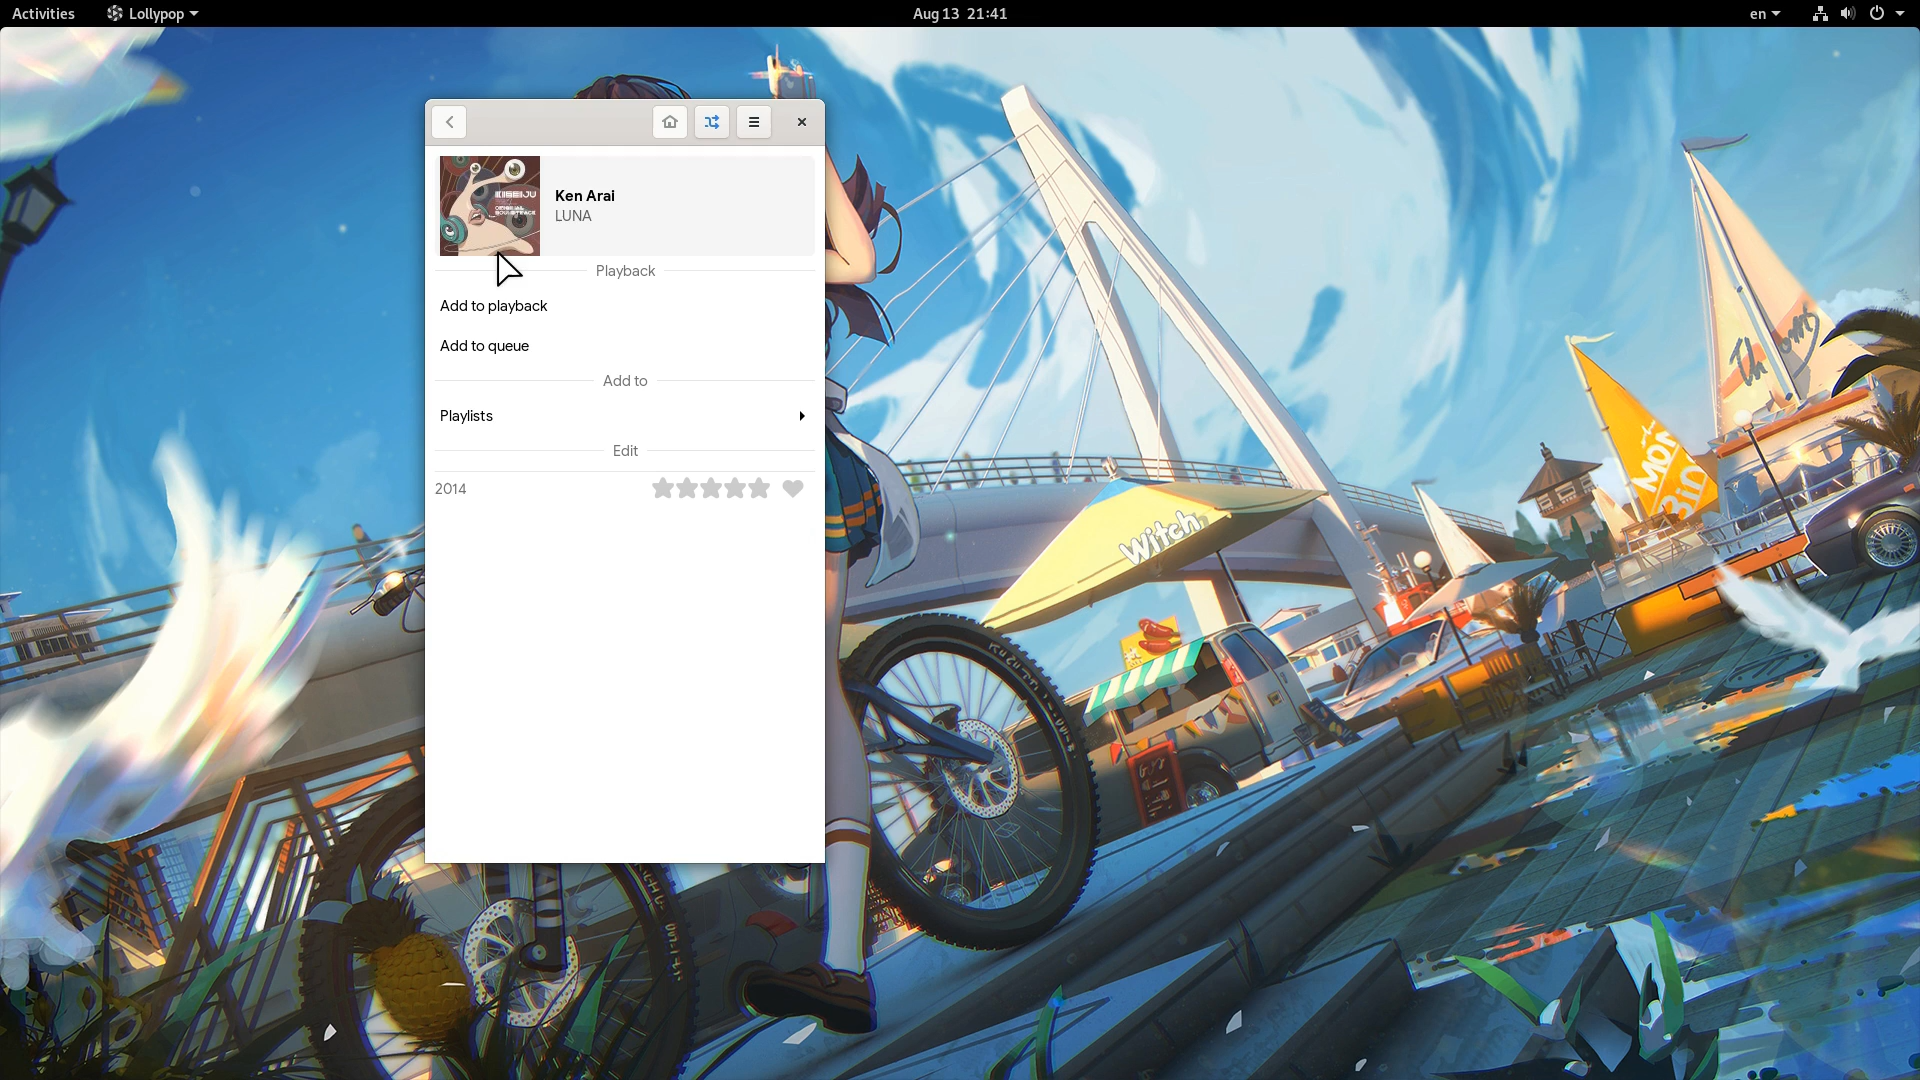 Activities
Lollypop
Aug 13 21:41
en
Ken Arai
LUNA
Playback
Add to playback
Add to queue
Add to
Playlists
Edit
2014
Witch